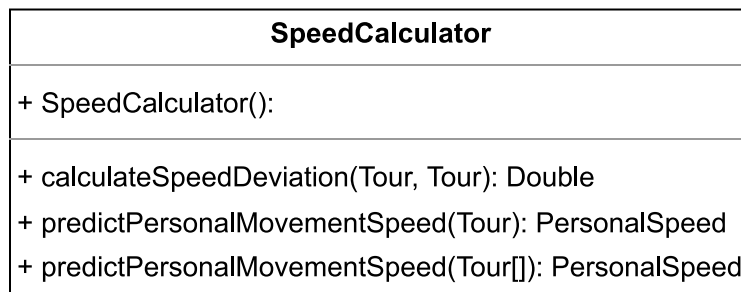 SpeedCalculator
+ SpeedCalculator():
+ calculateSpeedDeviation(Tour, Tour): Double
+ predictPersonalMovementSpeed(Tour): PersonalSpeed
+ predictPersonalMovementSpeed(Tour[]): PersonalSpeed